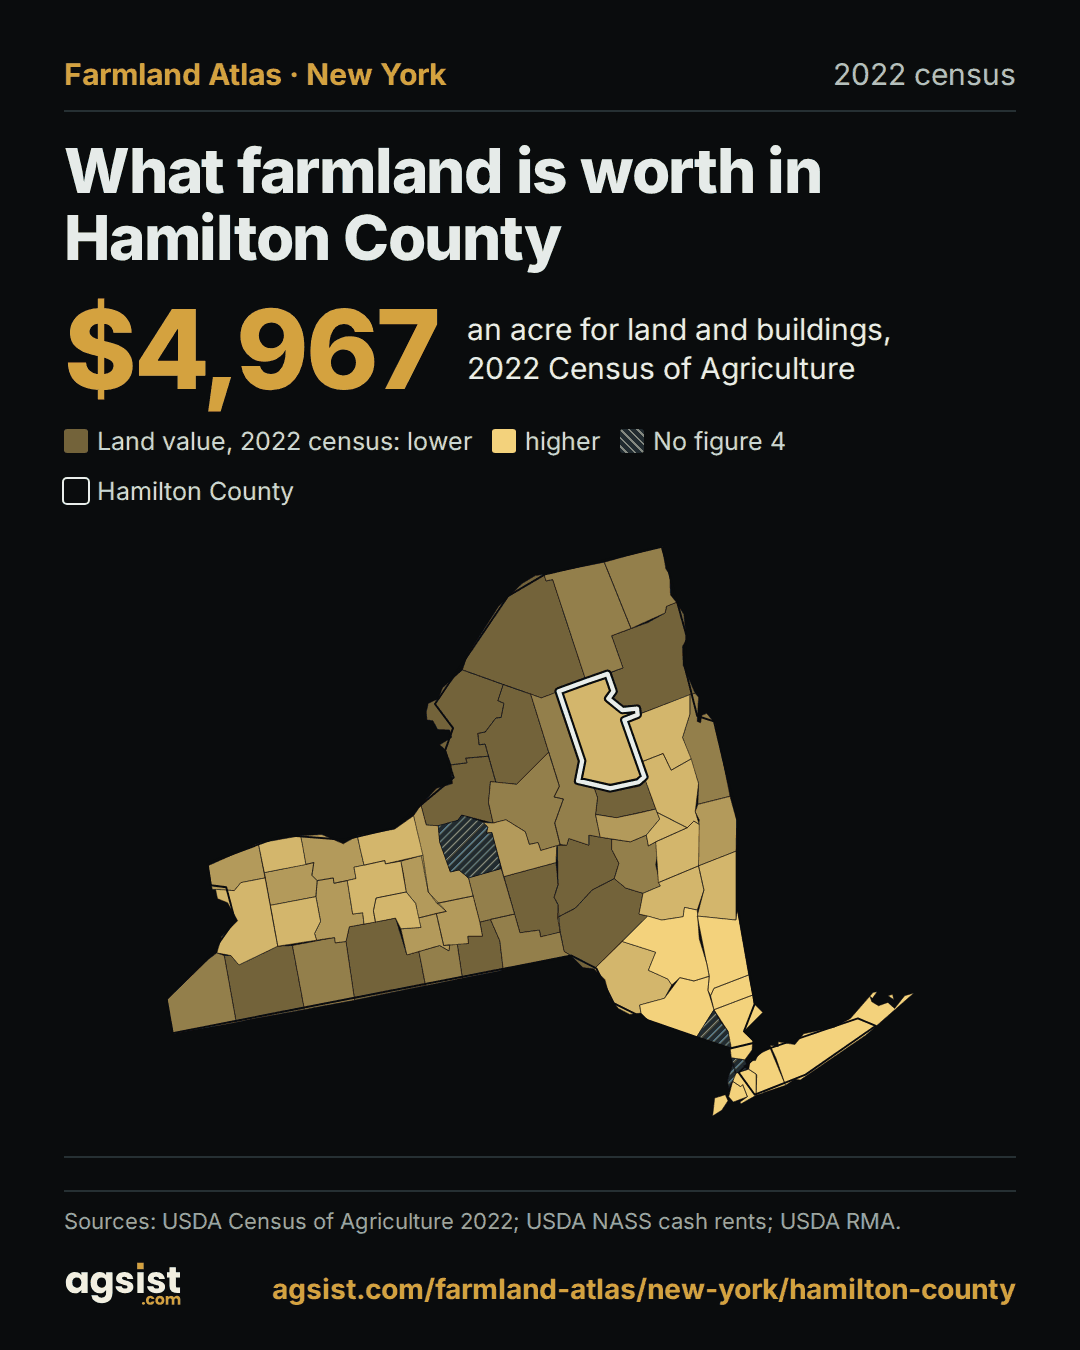 Farmland Atlas · New York
2022 census
What farmland is worth in
Hamilton County
$4,967
an acre for land and buildings,
2022 Census of Agriculture
Land value, 2022 census: lower
higher
No figure 4
Hamilton County
Sources: USDA Census of Agriculture 2022; USDA NASS cash rents; USDA RMA.
agsist
.com
agsist.com/farmland-atlas/new-york/hamilton-county